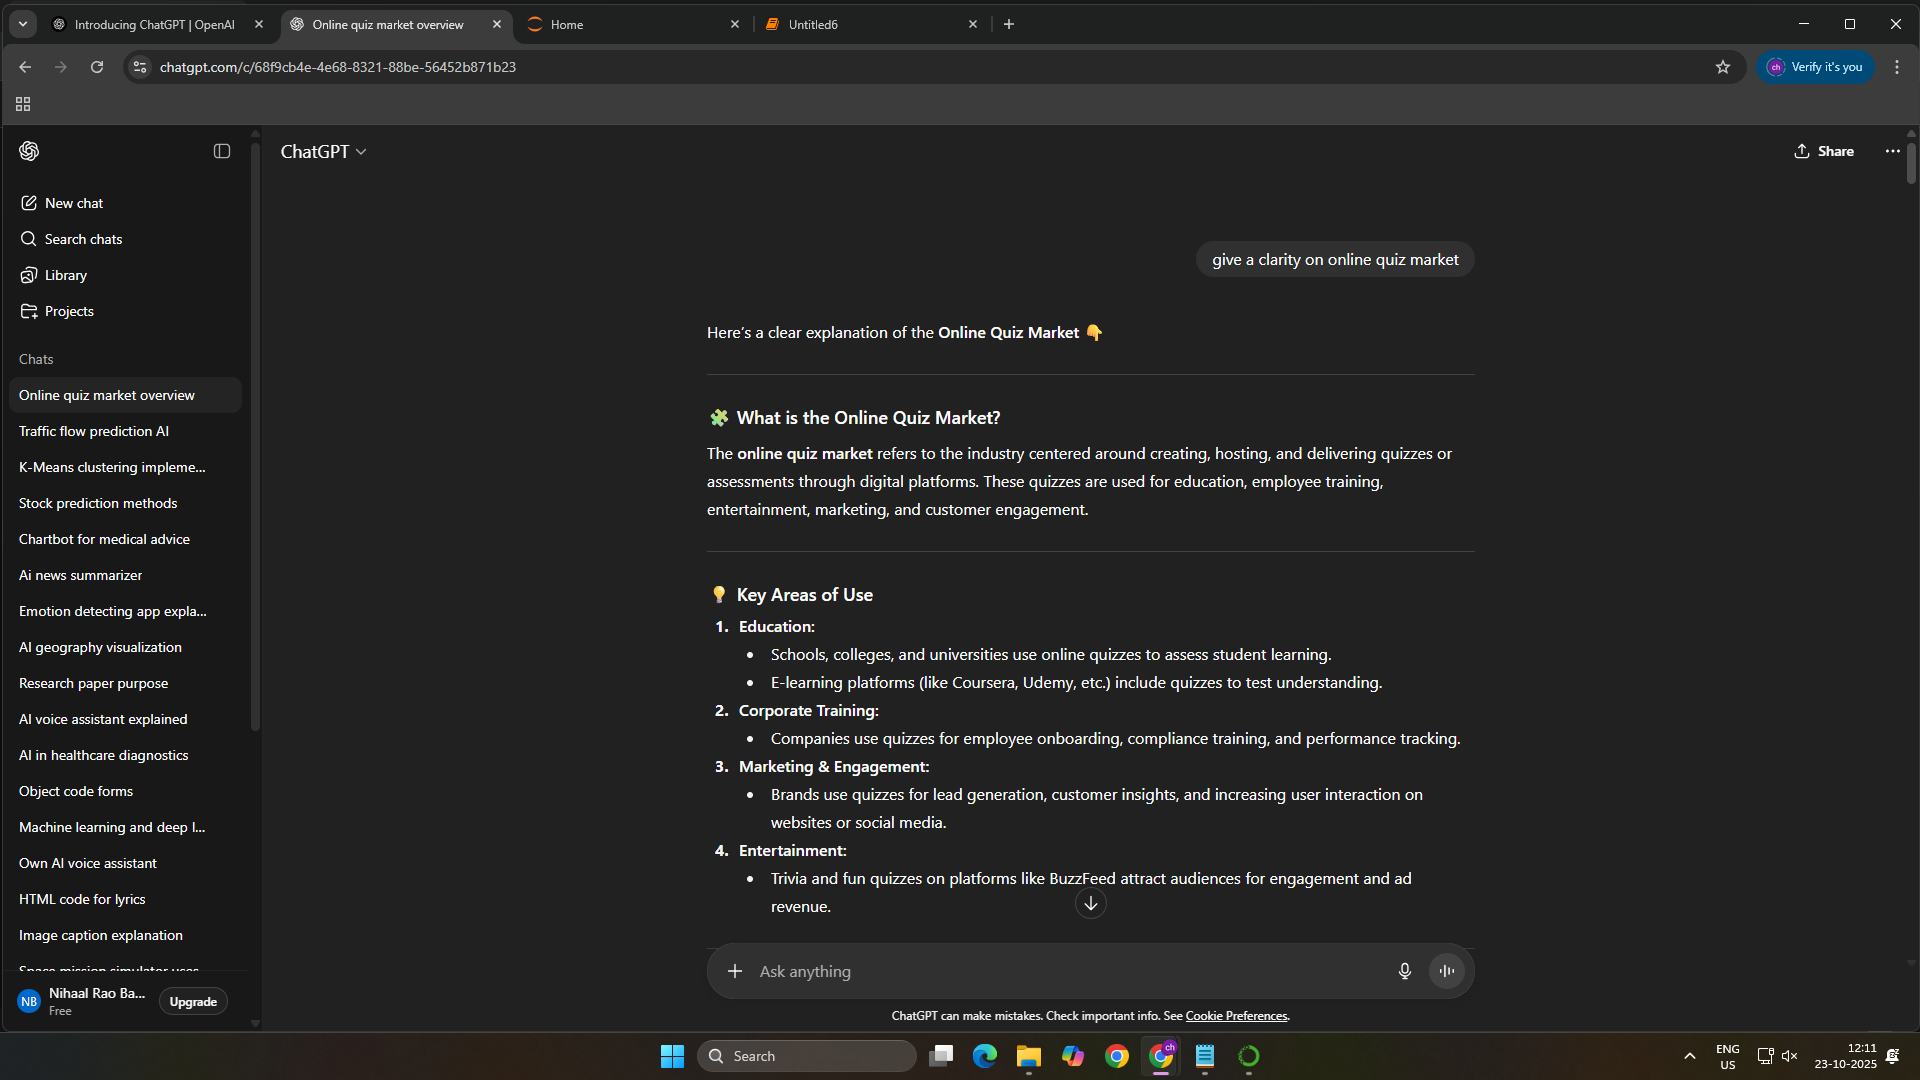 Introducing ChatGPT | OpenAI
Online quiz market overview
Home
Untitled6
chatgpt.com/c/68f9cb4e-4e68-8321-88be-56452b871b23
ch
Verify it's you
ChatGPT
Share
New chat
Search chats
Library
Projects
Chats
Online quiz market overview
Traffic flow prediction AI
K-Means clustering impleme...
Stock prediction methods
Chartbot for medical advice
Ai news summarizer
Emotion detecting app expla...
AI geography visualization
Research paper purpose
AI voice assistant explained
AI in healthcare diagnostics
Object code forms
Machine learning and deep l...
Own AI voice assistant
HTML code for lyrics
Image caption explanation
Space mission simulator uses
NB
Nihaal Rao Ba...
Free
Upgrade
give a clarity on online quiz market
Here's a clear explanation of the Online Quiz Market 👇
🧩 What is the Online Quiz Market?
The online quiz market refers to the industry centered around creating, hosting, and delivering quizzes or
assessments through digital platforms. These quizzes are used for education, employee training,
entertainment, marketing, and customer engagement.
💡 Key Areas of Use
1. Education:
• Schools, colleges, and universities use online quizzes to assess student learning.
• E-learning platforms (like Coursera, Udemy, etc.) include quizzes to test understanding.
2. Corporate Training:
• Companies use quizzes for employee onboarding, compliance training, and performance tracking.
3. Marketing & Engagement:
• Brands use quizzes for lead generation, customer insights, and increasing user interaction on
websites or social media.
4. Entertainment:
• Trivia and fun quizzes on platforms like BuzzFeed attract audiences for engagement and ad
revenue.
Ask anything
ChatGPT can make mistakes. Check important info. See Cookie Preferences.
Search
ch
ENG
US
12:11
23-10-2025